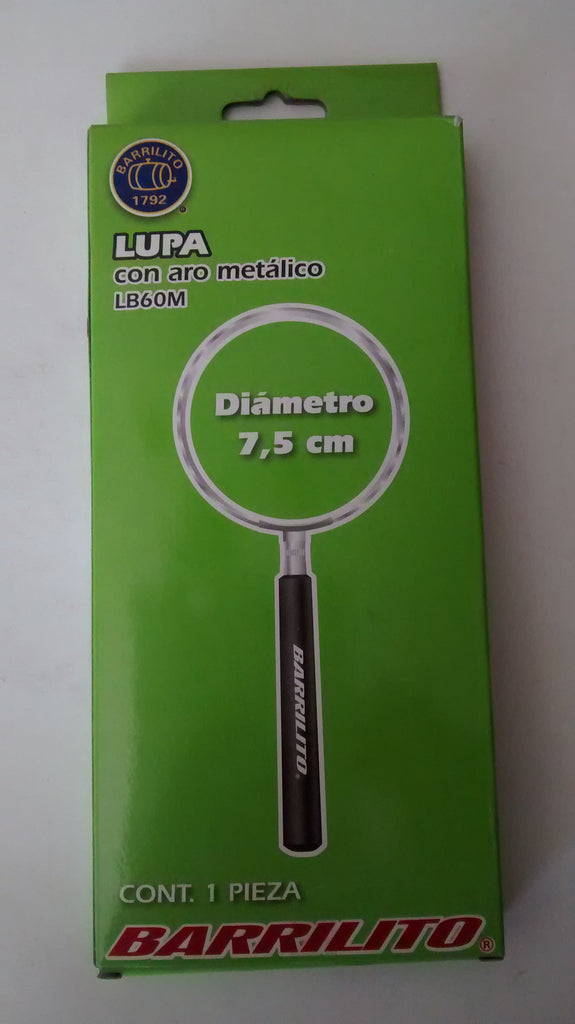 BARRILITO
1792
LUPA
con aro metálico
LB60M
Diámetro
7,5 cm
BARRILITO
CONT. 1 PIEZA
BARRILITO®